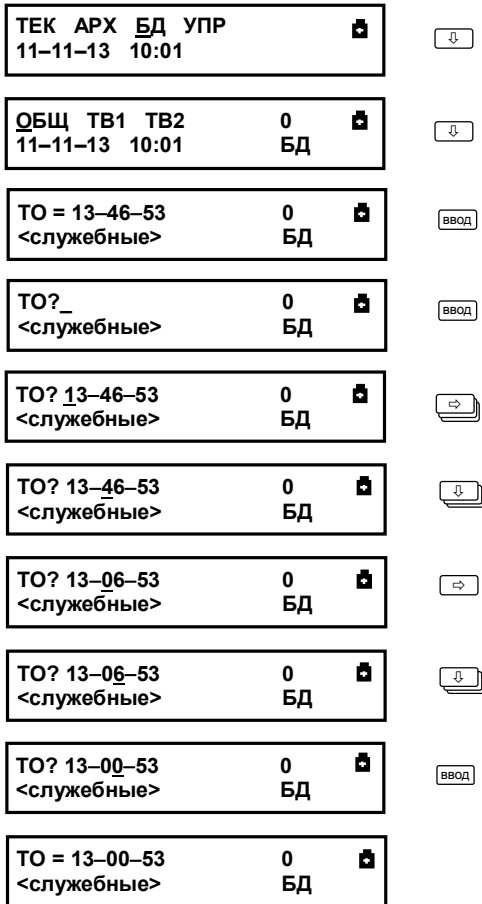 ТЕК АРХ БД УПР
11–11–13 10:01
ОБЩ ТВ1 ТВ2 0
11–11–13 10:01 БД
ТО = 13–46–53 0
<служебные> БД
ввод
ТО?_ 0
<служебные> БД
ввод
ТО? 13–46–53 0
<служебные> БД
ТО? 13–46–53 0
<служебные> БД
ТО? 13–06–53 0
<служебные> БД
ТО? 13–06–53 0
<служебные> БД
ТО? 13–00–53 0
<служебные> БД
ввод
ТО = 13–00–53 0
<служебные> БД